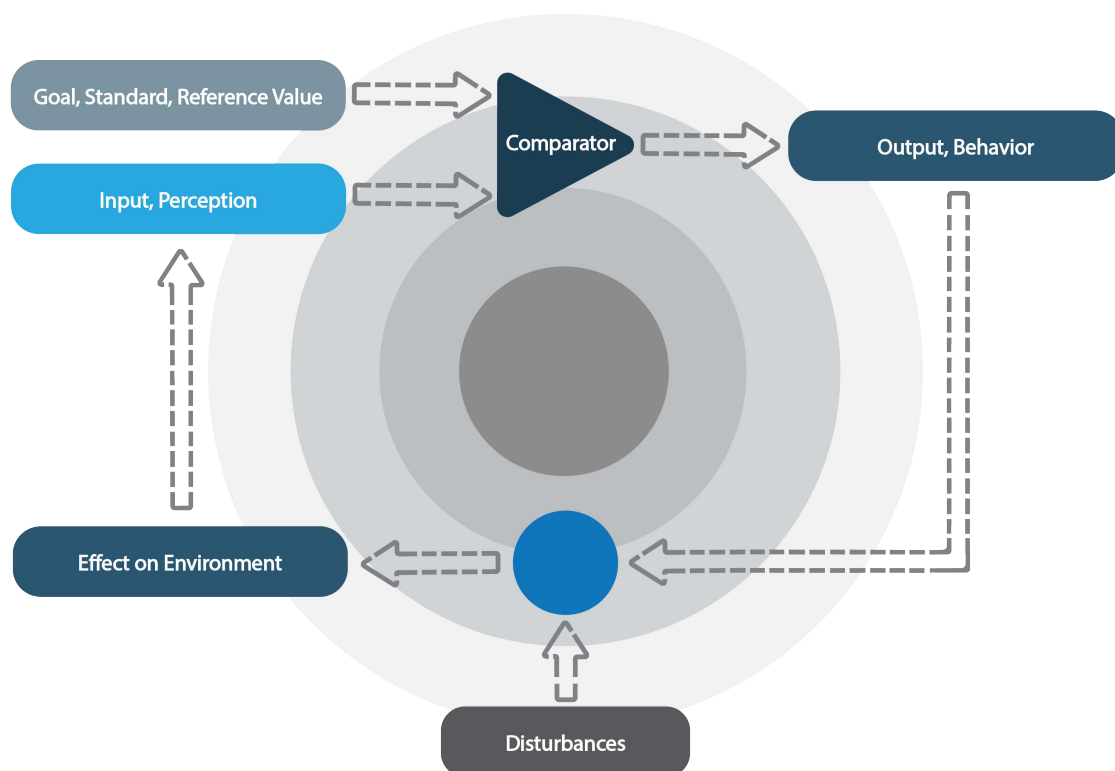 Goal, Standard, Reference Value
Comparator
Output, Behavior
Input, Perception
Effect on Environment
Disturbances